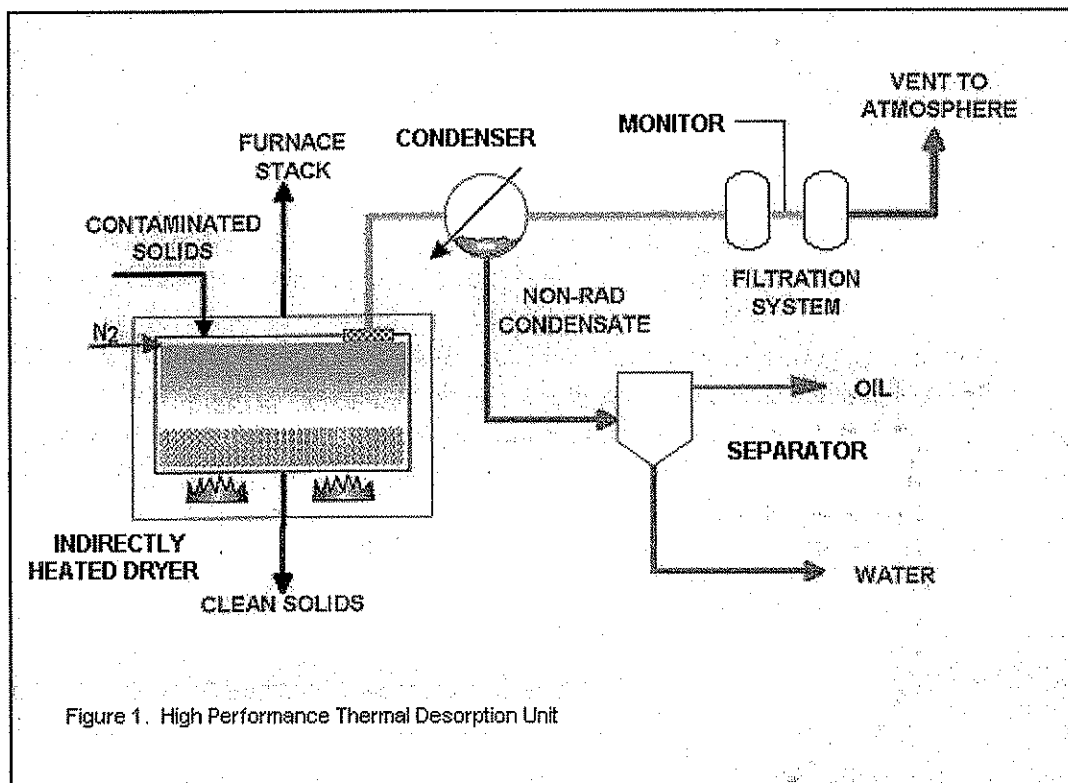 VENT TO
ATMOSPHERE
MONITOR
CONDENSER
FURNACE
STACK
CONTAMINATED
SOLIDS
FILTRATION
SYSTEM
NON-RAD
CONDENSATE
N2
OIL
SEPARATOR
INDIRECTLY
HEATED DRYER
WATER
CLEAN SOLIDS
Figure 1. High Performance Thermal Desorption Unit